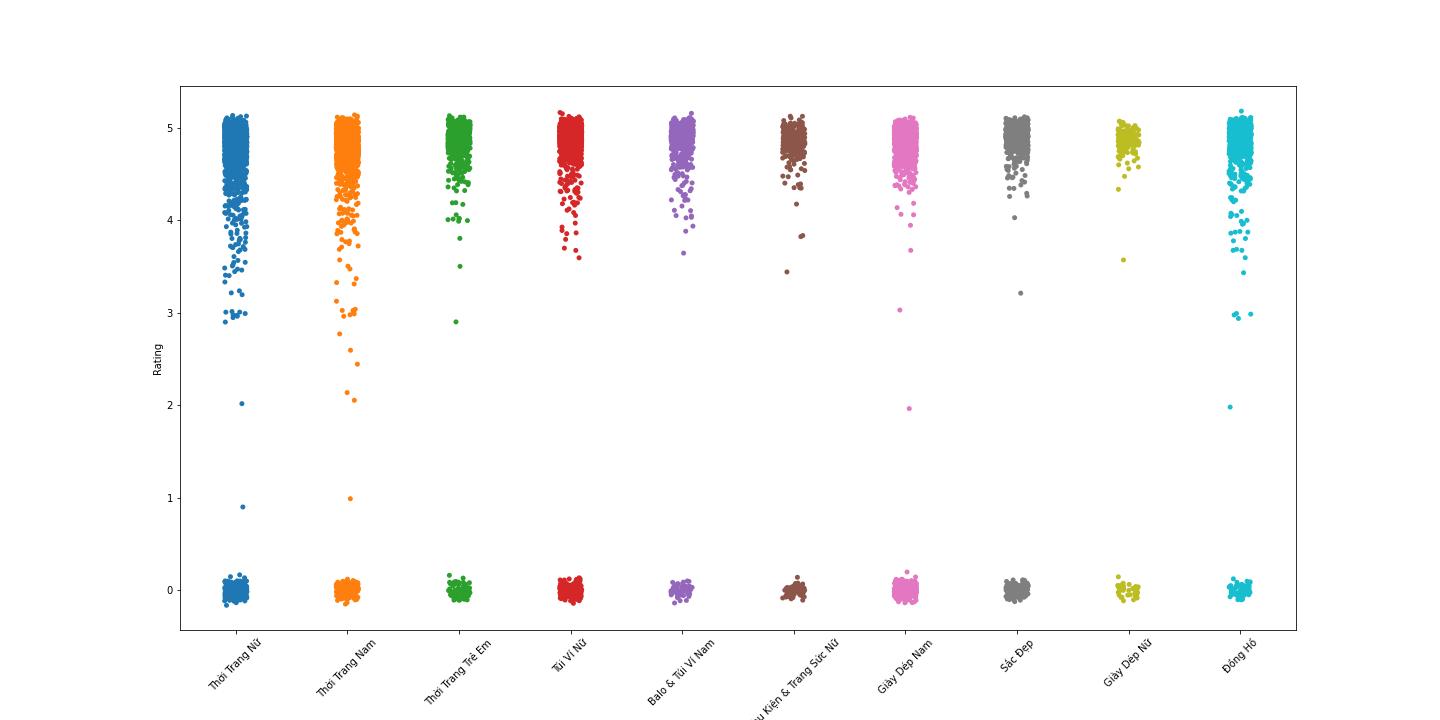 5
4
3
2
1
0
Rating
Thời Trang Nữ
Thời Trang Nam
Thời Trang Trẻ Em
Túi Ví Nữ
Balo & Túi Ví Nam
Kiện & Trang Sức Nữ
Giày Dép Nam
Sắc Đẹp
Giày Dép Nữ
Đồng Hồ